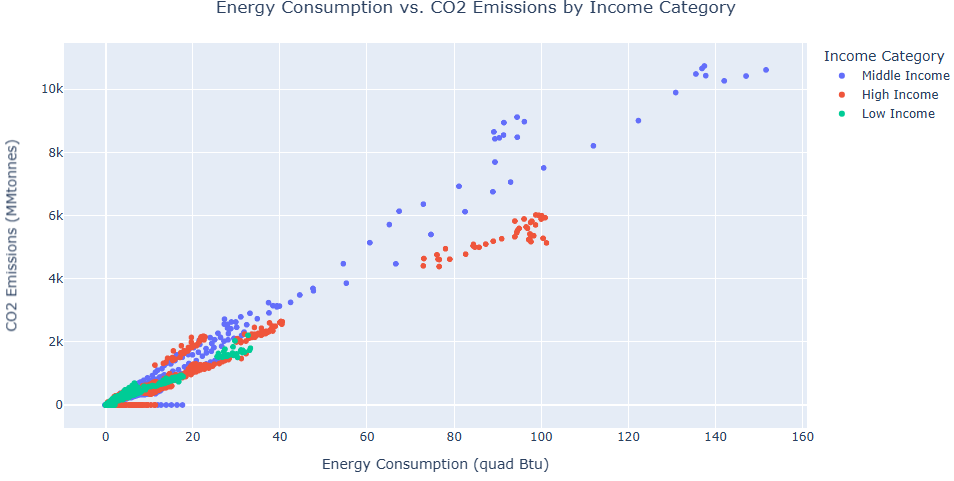 Energy Consumption vs. CO2 Emissions by Income Category
Income Category
Middle Income
High Income
Low Income
10k
8k
6k
4k
2k
0
CO2 Emissions (MMtonnes)
0 20 40 60 80 100 120 140 160
Energy Consumption (quad Btu)